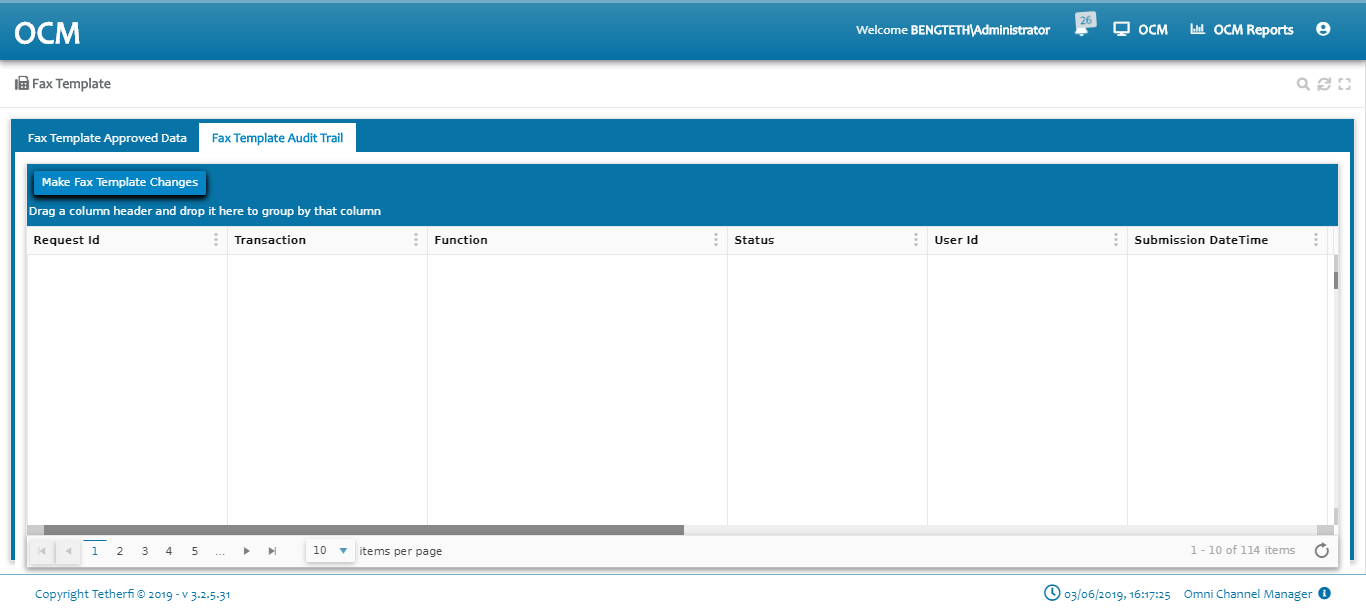 OCM
Welcome BENGTETH\Administrator
26
OCM
OCM Reports
Fax Template
Fax Template Approved Data
Fax Template Audit Trail
Make Fax Template Changes
Drag a column header and drop it here to group by that column
Request Id
Transaction
Function
Status
User Id
Submission DateTime
1 2 3 4 5 ...
10 items per page
1 - 10 of 114 items
Copyright Tetherfi © 2019 - v 3.2.5.31
03/06/2019, 16:17:25
Omni Channel Manager